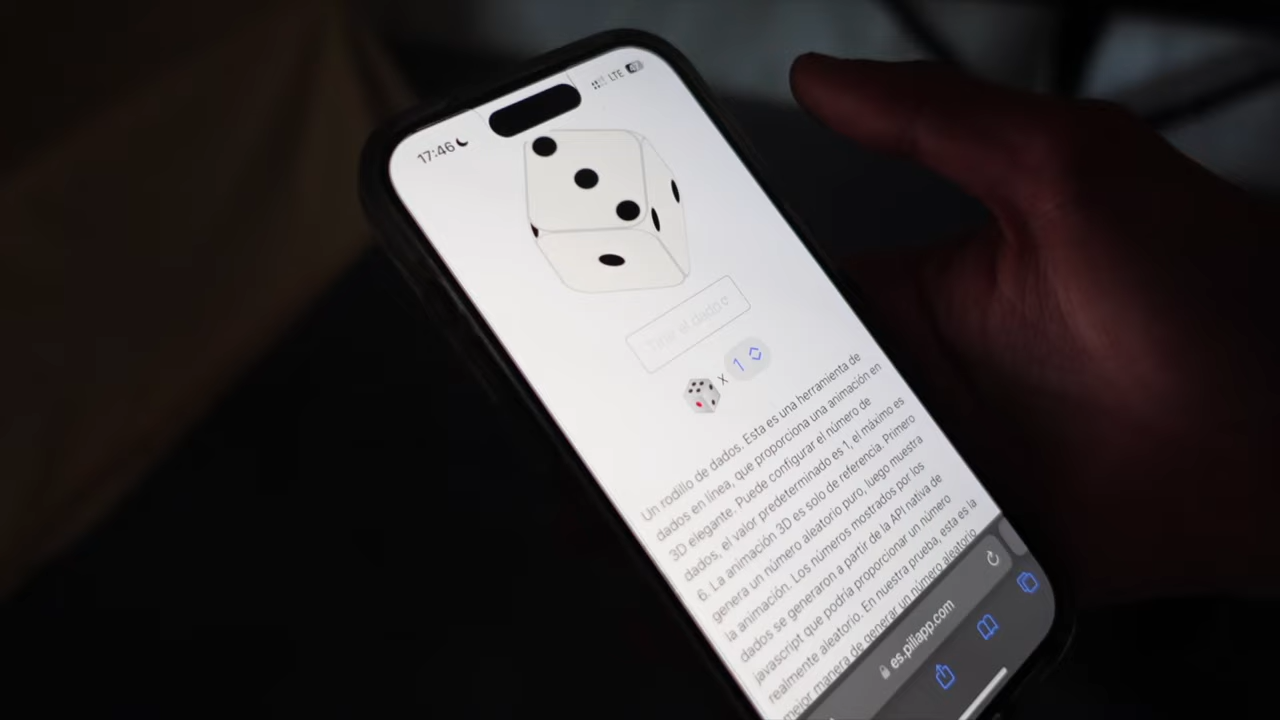 17:46
LTE 67
Tirar el dado
x 1
Un rodillo de dados. Esta es una herramienta de
dados en línea, que proporciona una animación en
3D elegante. Puede configurar el número de
dados, el valor predeterminado es 1, el máximo es
6. La animación 3D es solo de referencia. Primero
genera un número aleatorio puro, luego muestra
la animación. Los números mostrados por los
dados se generaron a partir de la API nativa de
javascript que podría proporcionar un número
realmente aleatorio. En nuestra prueba, esta es la
mejor manera de generar un número aleatorio
es.piliapp.com